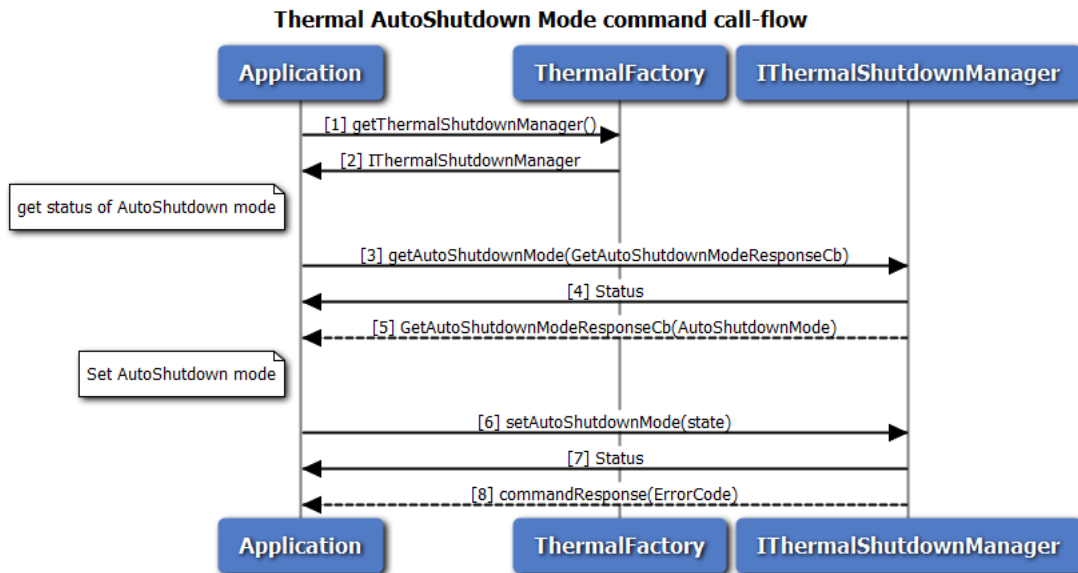 Thermal AutoShutdown Mode command call-flow
Application
ThermalFactory
IThermalShutdownManager
[1] getThermalShutdownManager()
[2] IThermalShutdownManager
get status of AutoShutdown mode
[3] getAutoShutdownMode(GetAutoShutdownModeResponseCb)
[4] Status
[5] GetAutoShutdownModeResponseCb(AutoShutdownMode)
Set AutoShutdown mode
[6] setAutoShutdownMode(state)
[7] Status
[8] commandResponse(ErrorCode)
Application
ThermalFactory
IThermalShutdownManager